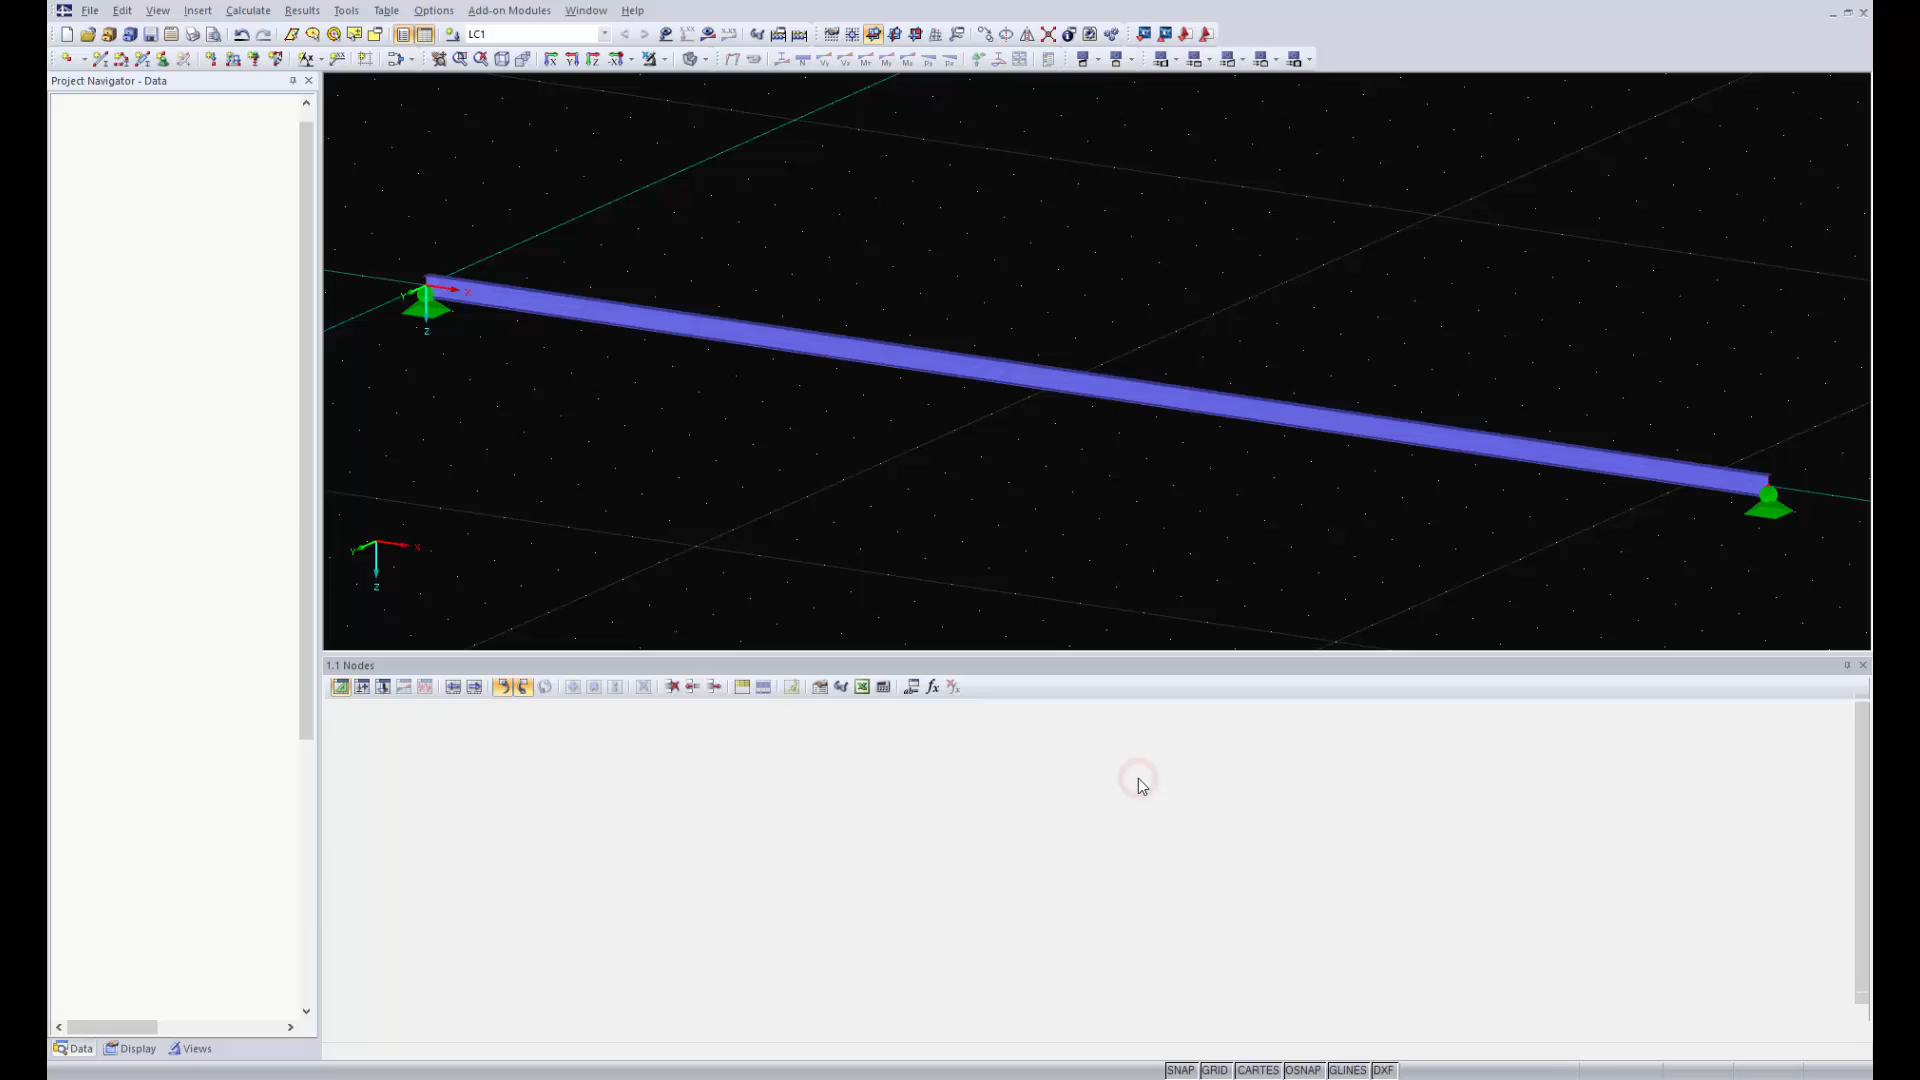 File Edit View Insert Calculate Results Tools Table Options Add-on Modules Window Help
LC1
Project Navigator - Data
X
Y
Z
X
Y
Z
1.1 Nodes
Data Display Views
SNAP GRID CARTES OSNAP GLINES DXF